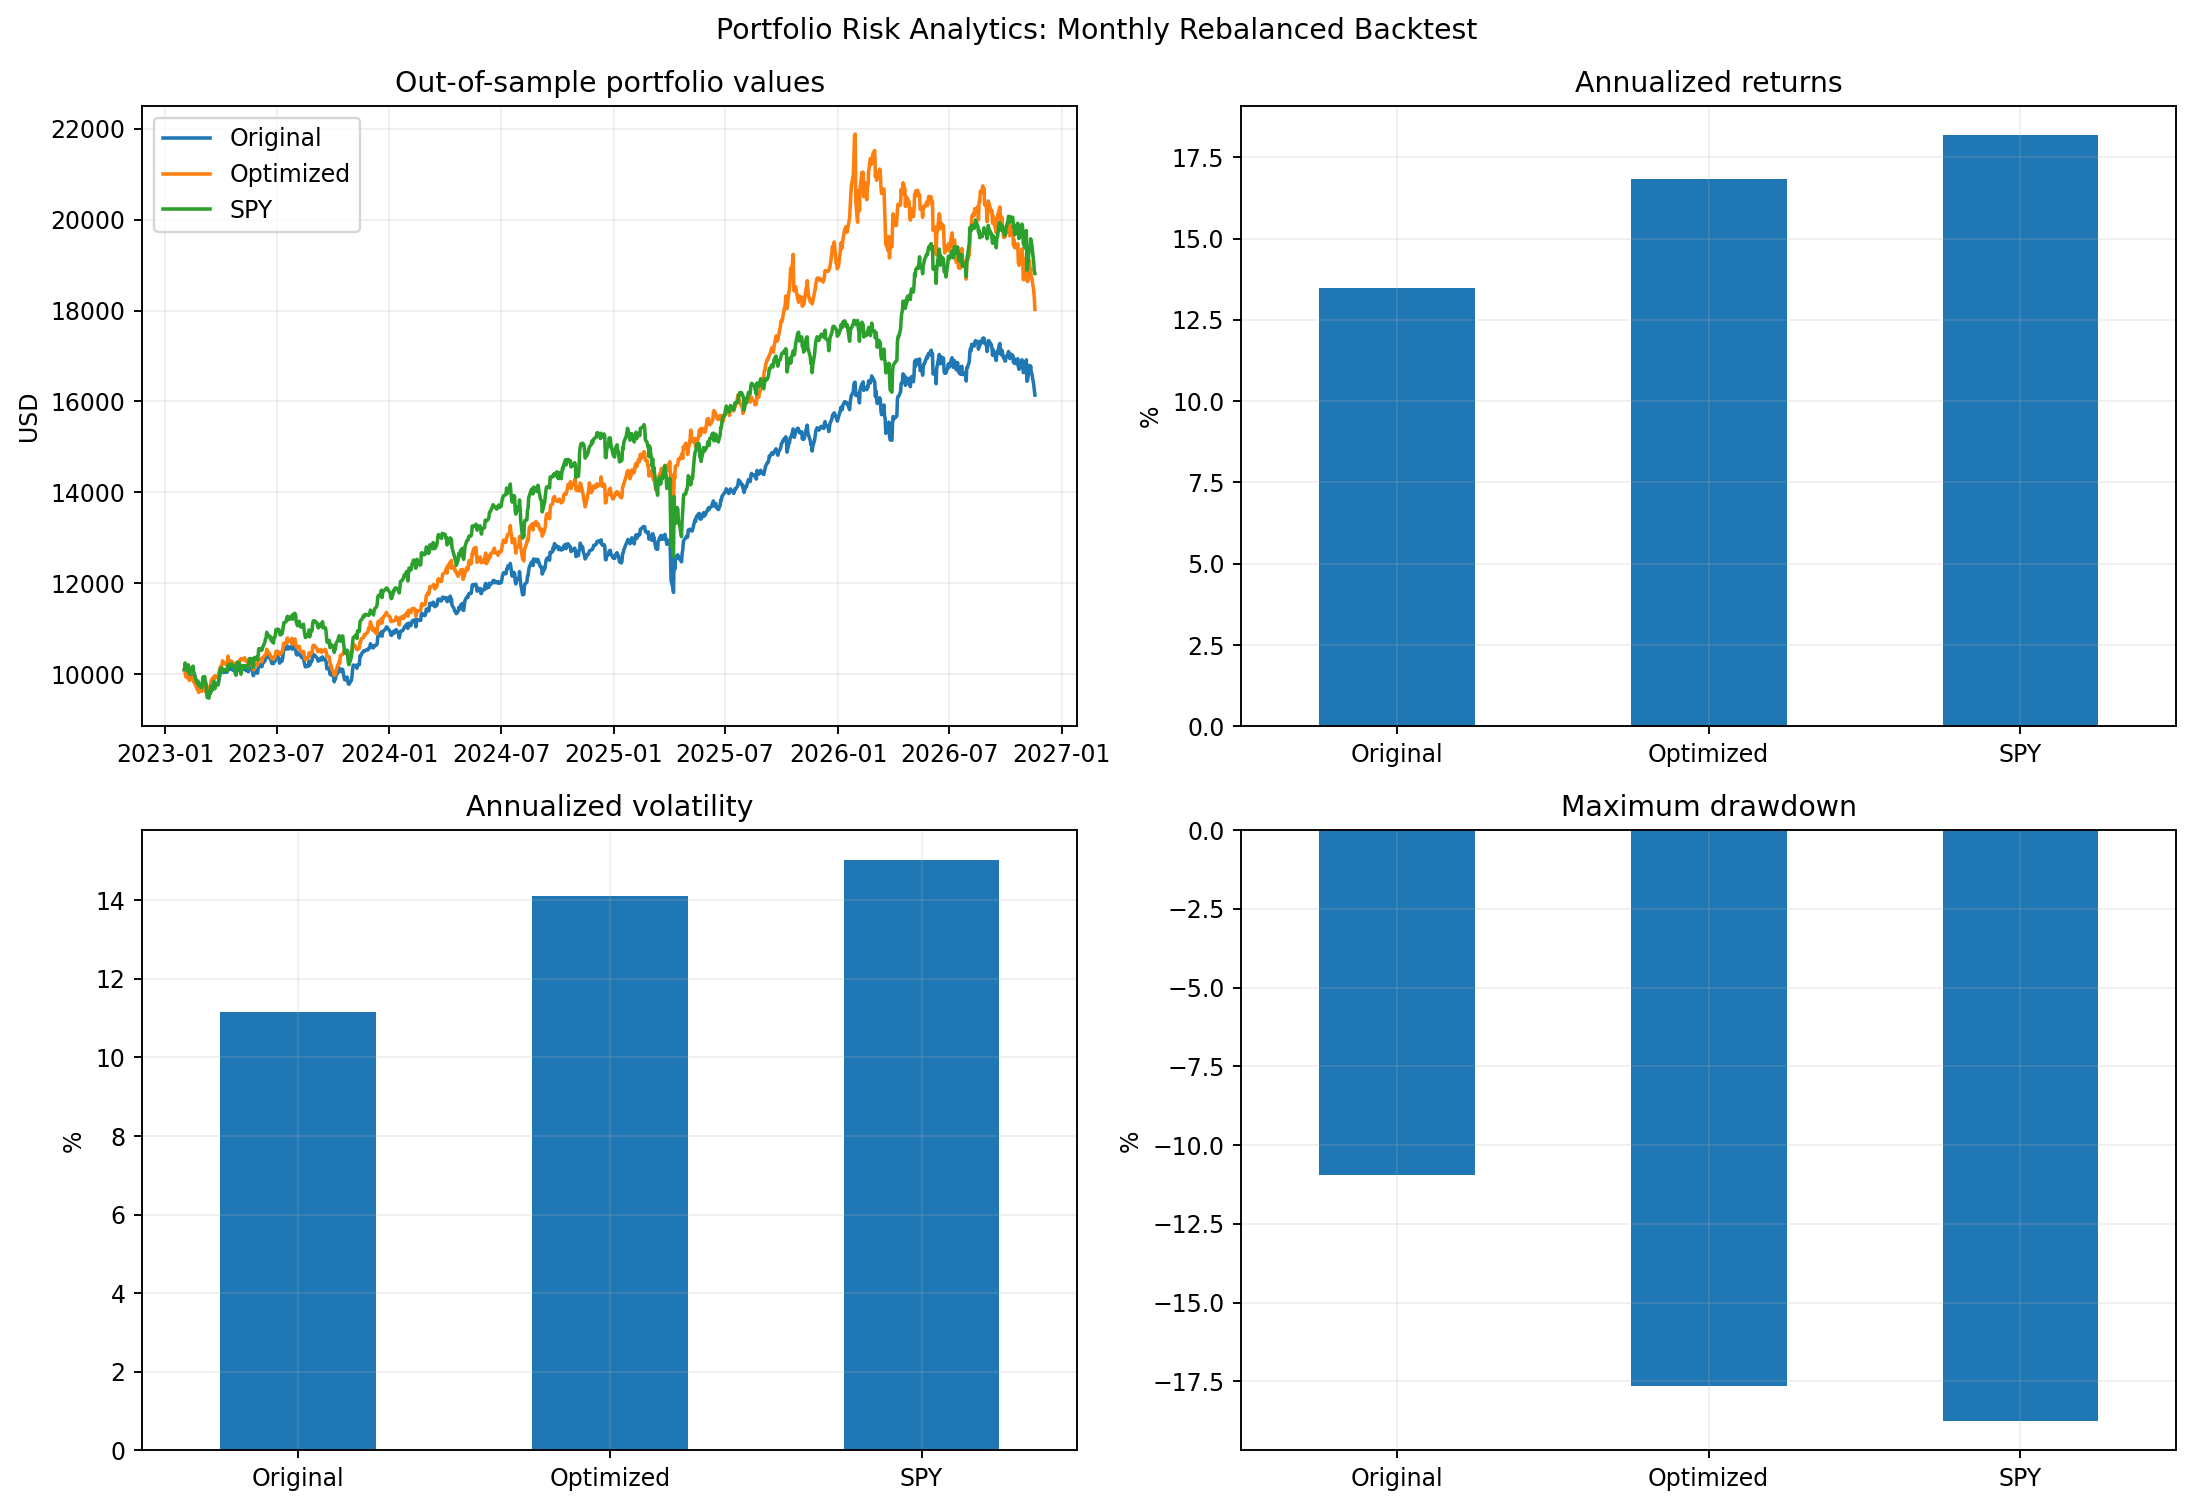 Portfolio Risk Analytics: Monthly Rebalanced Backtest
Out-of-sample portfolio values
22000
20000
18000
16000
14000
12000
10000
USD
Original
Optimized
SPY
2023-01 2023-07 2024-01 2024-07 2025-01 2025-07 2026-01 2026-07 2027-01
Annualized returns
17.5
15.0
12.5
10.0
7.5
5.0
2.5
0.0
%
Original Optimized SPY
Annualized volatility
14
12
10
8
6
4
2
0
%
Original Optimized SPY
Maximum drawdown
0.0
−2.5
−5.0
−7.5
−10.0
−12.5
−15.0
−17.5
%
Original Optimized SPY